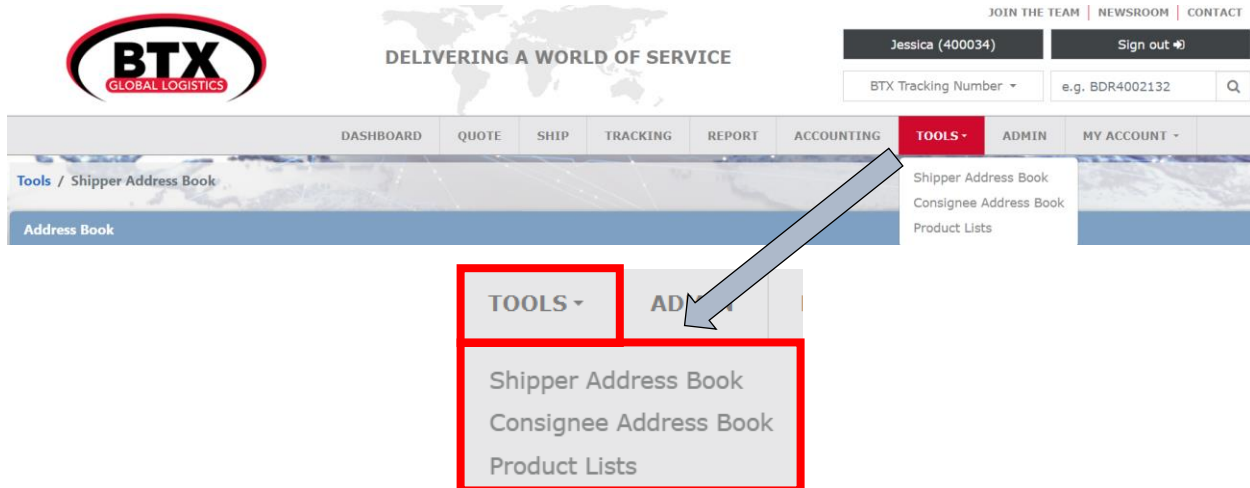 JOIN THE TEAM | NEWSROOM | CONTACT
BTX
GLOBAL LOGISTICS
DELIVERING A WORLD OF SERVICE
Jessica (400034)
Sign out
BTX Tracking Number
e.g. BDR4002132
DASHBOARD QUOTE SHIP TRACKING REPORT ACCOUNTING TOOLS ADMIN MY ACCOUNT
Tools / Shipper Address Book
Shipper Address Book
Consignee Address Book
Product Lists
Address Book
TOOLS
Shipper Address Book
Consignee Address Book
Product Lists